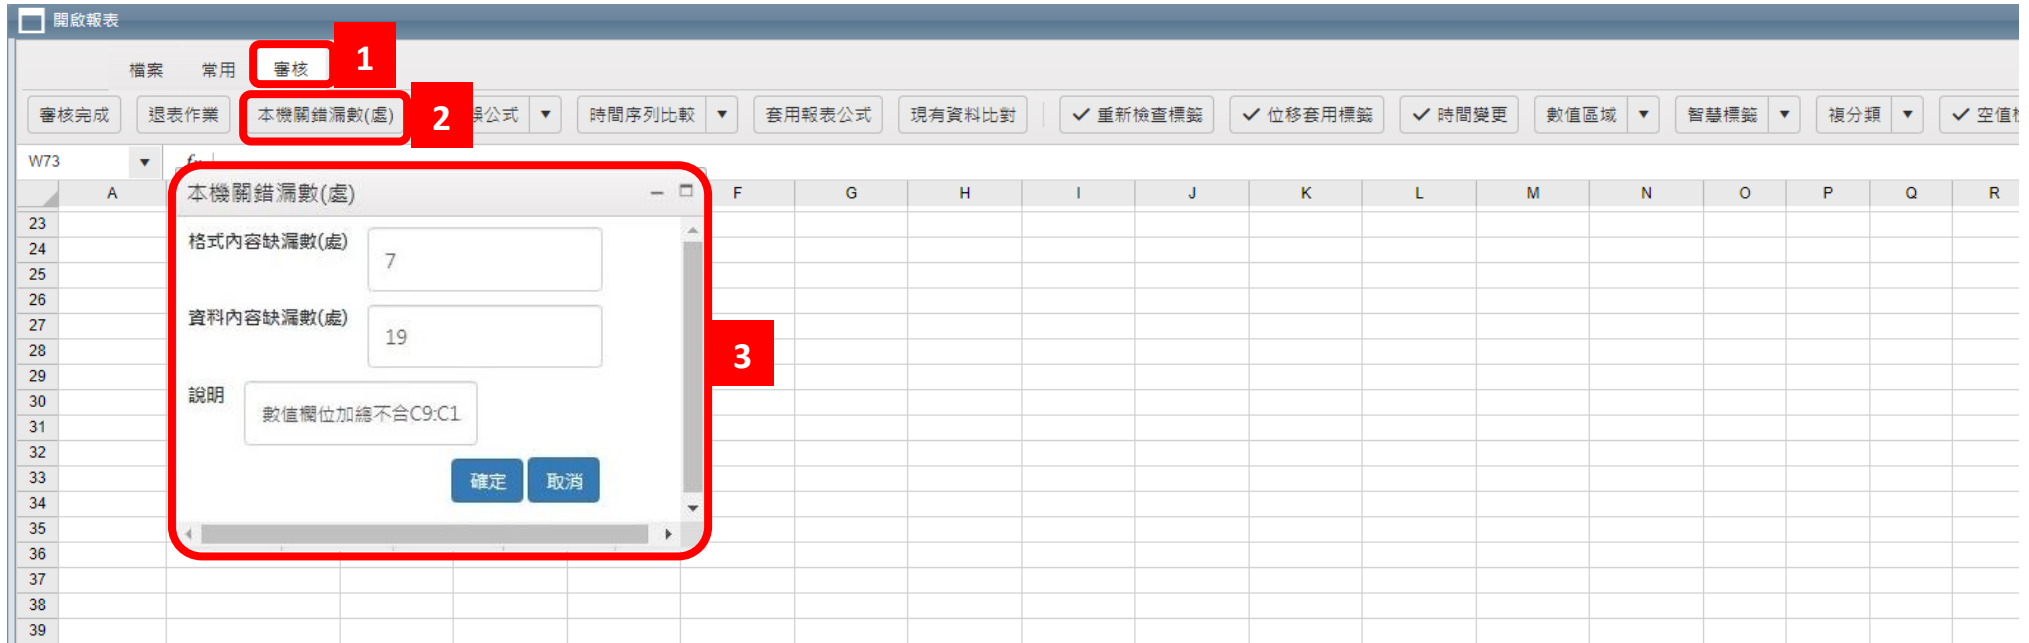 開啟報表
檔案 常用 審核 1
審核完成 退表作業 本機關錯漏數(處) 2 公式 時間序列比較 套用報表公式 現有資料比對 重新檢查標籤 位移套用標籤 時間變更 數值區域 智慧標籤 複分類 空值
W73
A F G H I J K L M N O P Q R
本機關錯漏數(處)
格式內容缺漏數(處) 7
資料內容缺漏數(處) 19
說明 數值欄位加總不合C9:C1
確定 取消
3
23
24
25
26
27
28
29
30
31
32
33
34
35
36
37
38
39